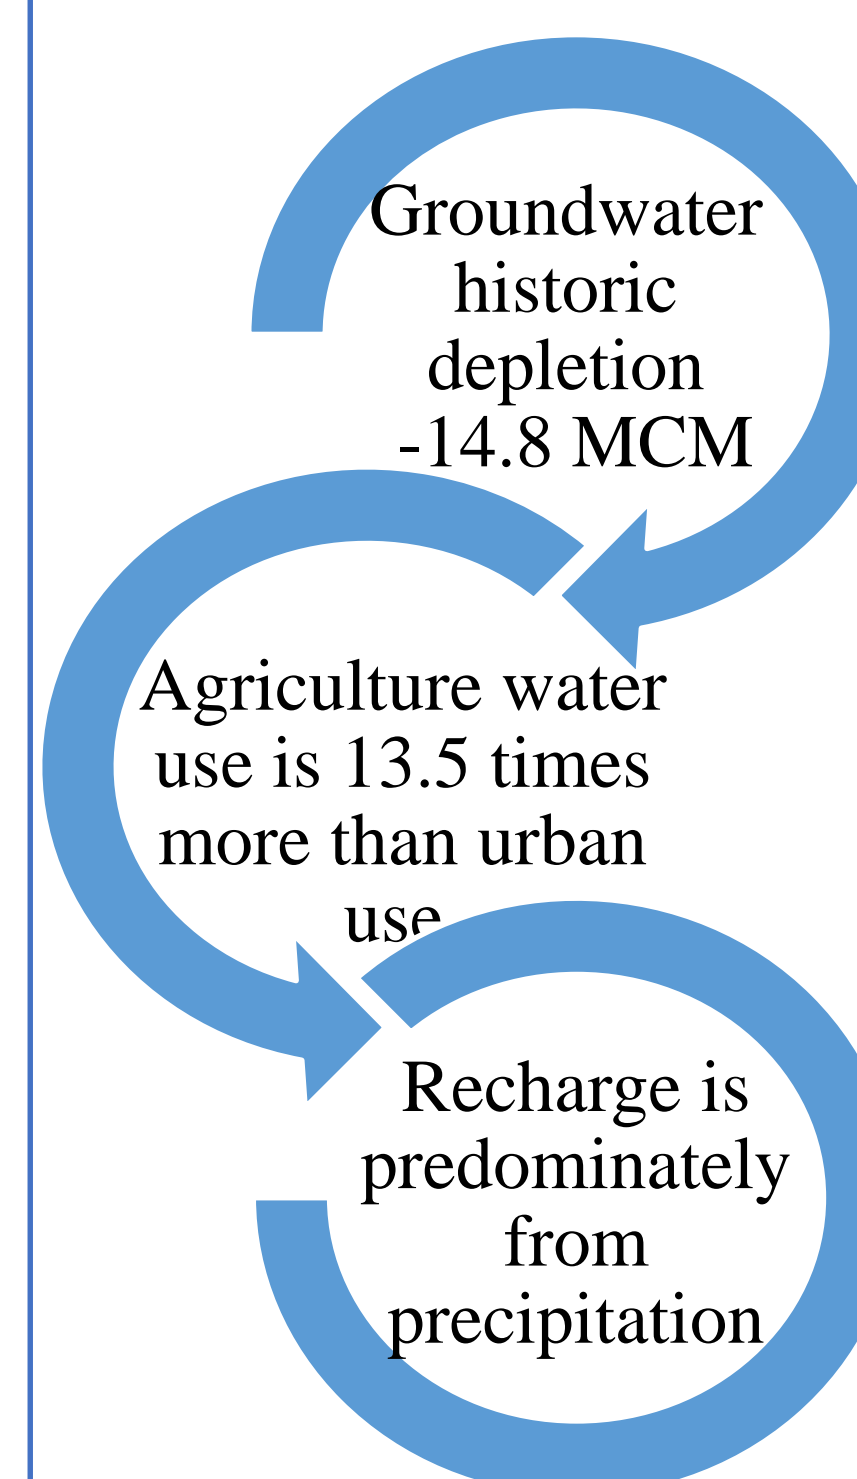 Groundwater
historic
depletion
-14.8 MCM
Agriculture water
use is 13.5 times
more than urban
use
Recharge is
predominately
from
precipitation